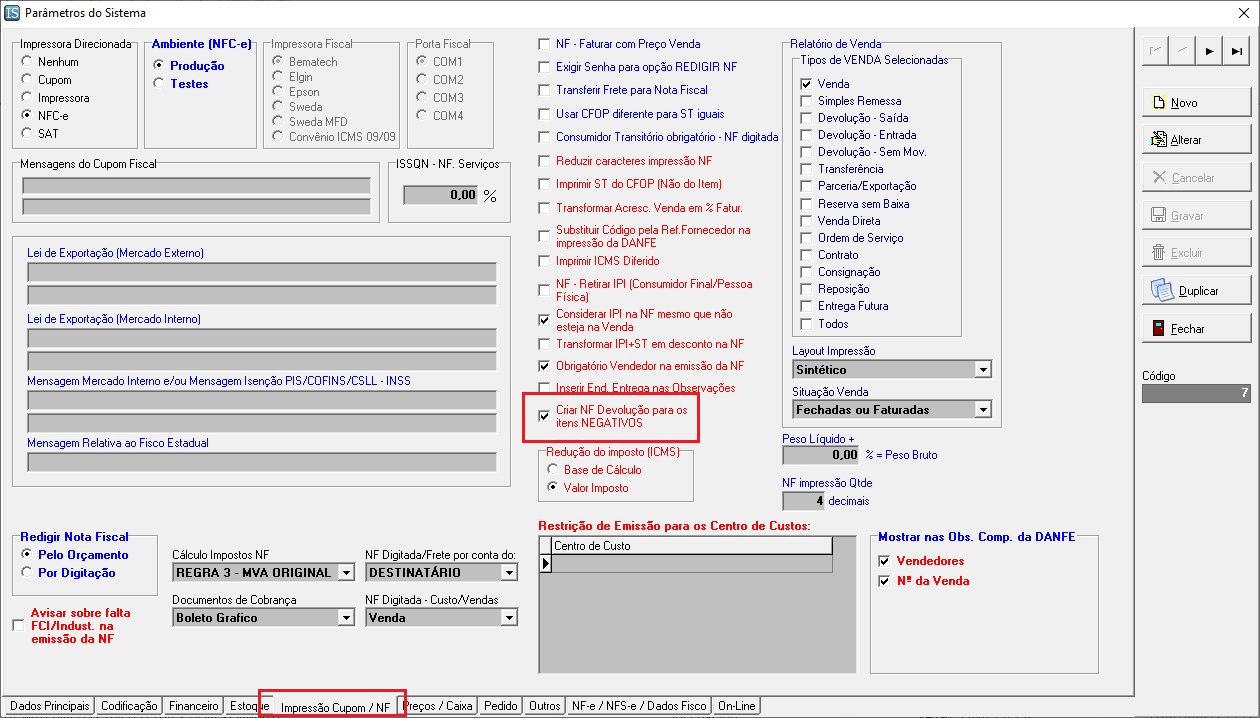 IS Parâmetros do Sistema
Impressora Direcionada
Nenhum
Cupom
Impressora
NFC-e
SAT
Ambiente (NFC-e)
Produção
Testes
Impressora Fiscal
Bematech
Elgin
Epson
Sweda
Sweda MFD
Convênio ICMS 09/09
Porta Fiscal
COM1
COM2
COM3
COM4
Mensagens do Cupom Fiscal
ISSQN - NF. Serviços
0,00 %
Lei de Exportação (Mercado Externo)
Lei de Exportação (Mercado Interno)
Mensagem Mercado Interno e/ou Mensagem Isenção PIS/COFINS/CSLL - INSS
Mensagem Relativa ao Fisco Estadual
NF - Faturar com Preço Venda
Exigir Senha para opção REDIGIR NF
Transferir Frete para Nota Fiscal
Usar CFOP diferente para ST iguais
Consumidor Transitório obrigatório - NF digitada
Reduzir caracteres impressão NF
Imprimir ST do CFOP (Não do Item)
Transformar Acresc. Venda em % Fatur.
Substituir Código pela Ref.Fornecedor na
impressão da DANFE
Imprimir ICMS Diferido
NF - Retirar IPI (Consumidor Final/Pessoa
Física)
Considerar IPI na NF mesmo que não
esteja na Venda
Transformar IPI+ST em desconto na NF
Obrigatório Vendedor na emissão da NF
Inserir End. Entrega nas Observações
Criar NF Devolução para os
itens NEGATIVOS
Redução do imposto (ICMS)
Base de Cálculo
Valor Imposto
Relatório de Venda
Tipos de VENDA Selecionadas
Venda
Simples Remessa
Devolução - Saída
Devolução - Entrada
Devolução - Sem Mov.
Transferência
Parceria/Exportação
Reserva sem Baixa
Venda Direta
Ordem de Serviço
Contrato
Consignação
Reposição
Entrega Futura
Todos
Layout Impressão
Sintético
Situação Venda
Fechadas ou Faturadas
Peso Líquido +
0,00 % = Peso Bruto
NF impressão Qtde
4 decimais
Novo
Alterar
Cancelar
Gravar
Excluir
Duplicar
Fechar
Código
7
Redigir Nota Fiscal
Pelo Orçamento
Por Digitação
Avisar sobre falta
FCI/Indust. na
emissão da NF
Cálculo Impostos NF
REGRA 3 - MVA ORIGINAL
Documentos de Cobrança
Boleto Grafico
NF Digitada/Frete por conta do:
DESTINATÁRIO
NF Digitada - Custo/Vendas
Venda
Restrição de Emissão para os Centro de Custos:
Centro de Custo
Mostrar nas Obs. Comp. da DANFE
Vendedores
Nº da Venda
Dados Principais Codificação Financeiro Estoque Impressão Cupom / NF Preços / Caixa Pedido Outros NF-e / NFS-e / Dados Fisco On-Line